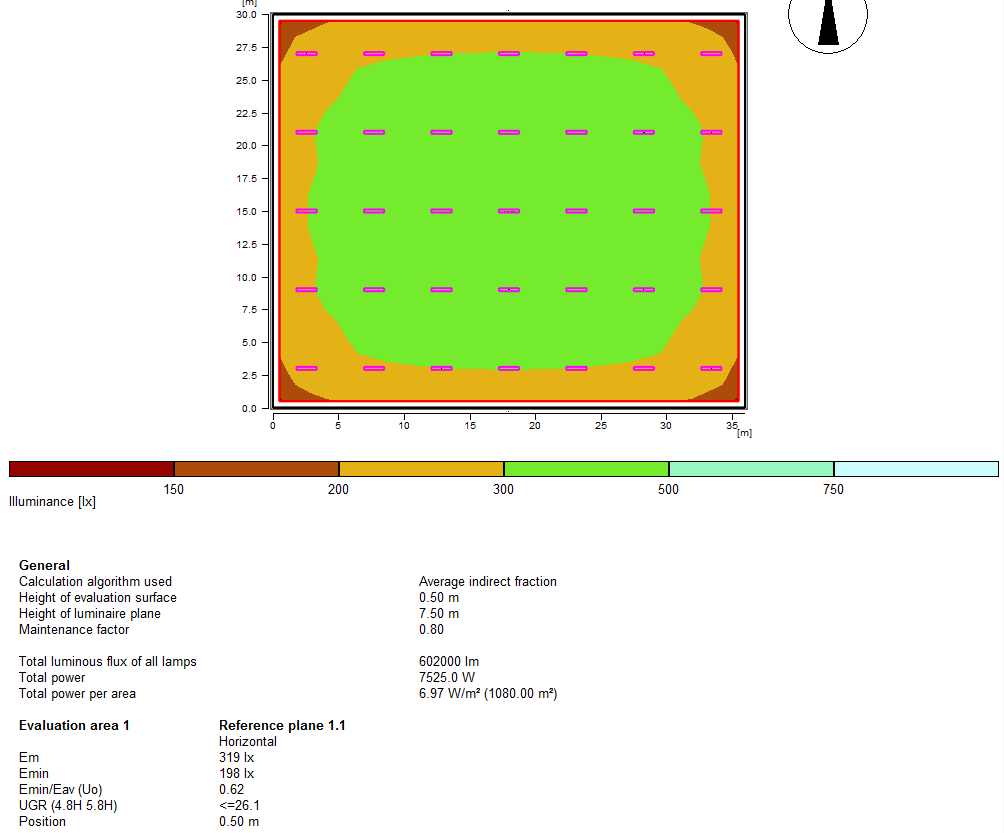 [m]
30.0
27.5
25.0
22.5
20.0
17.5
15.0
12.5
10.0
7.5
5.0
2.5
0.0
0 5 10 15 20 25 30 35
[m]
150 200 300 500 750
Illuminance [lx]
General
Calculation algorithm used Average indirect fraction
Height of evaluation surface 0.50 m
Height of luminaire plane 7.50 m
Maintenance factor 0.80
Total luminous flux of all lamps 602000 lm
Total power 7525.0 W
Total power per area 6.97 W/m² (1080.00 m²)
Evaluation area 1 Reference plane 1.1
Horizontal
Em 319 lx
Emin 198 lx
Emin/Eav (Uo) 0.62
UGR (4.8H 5.8H) <=26.1
Position 0.50 m